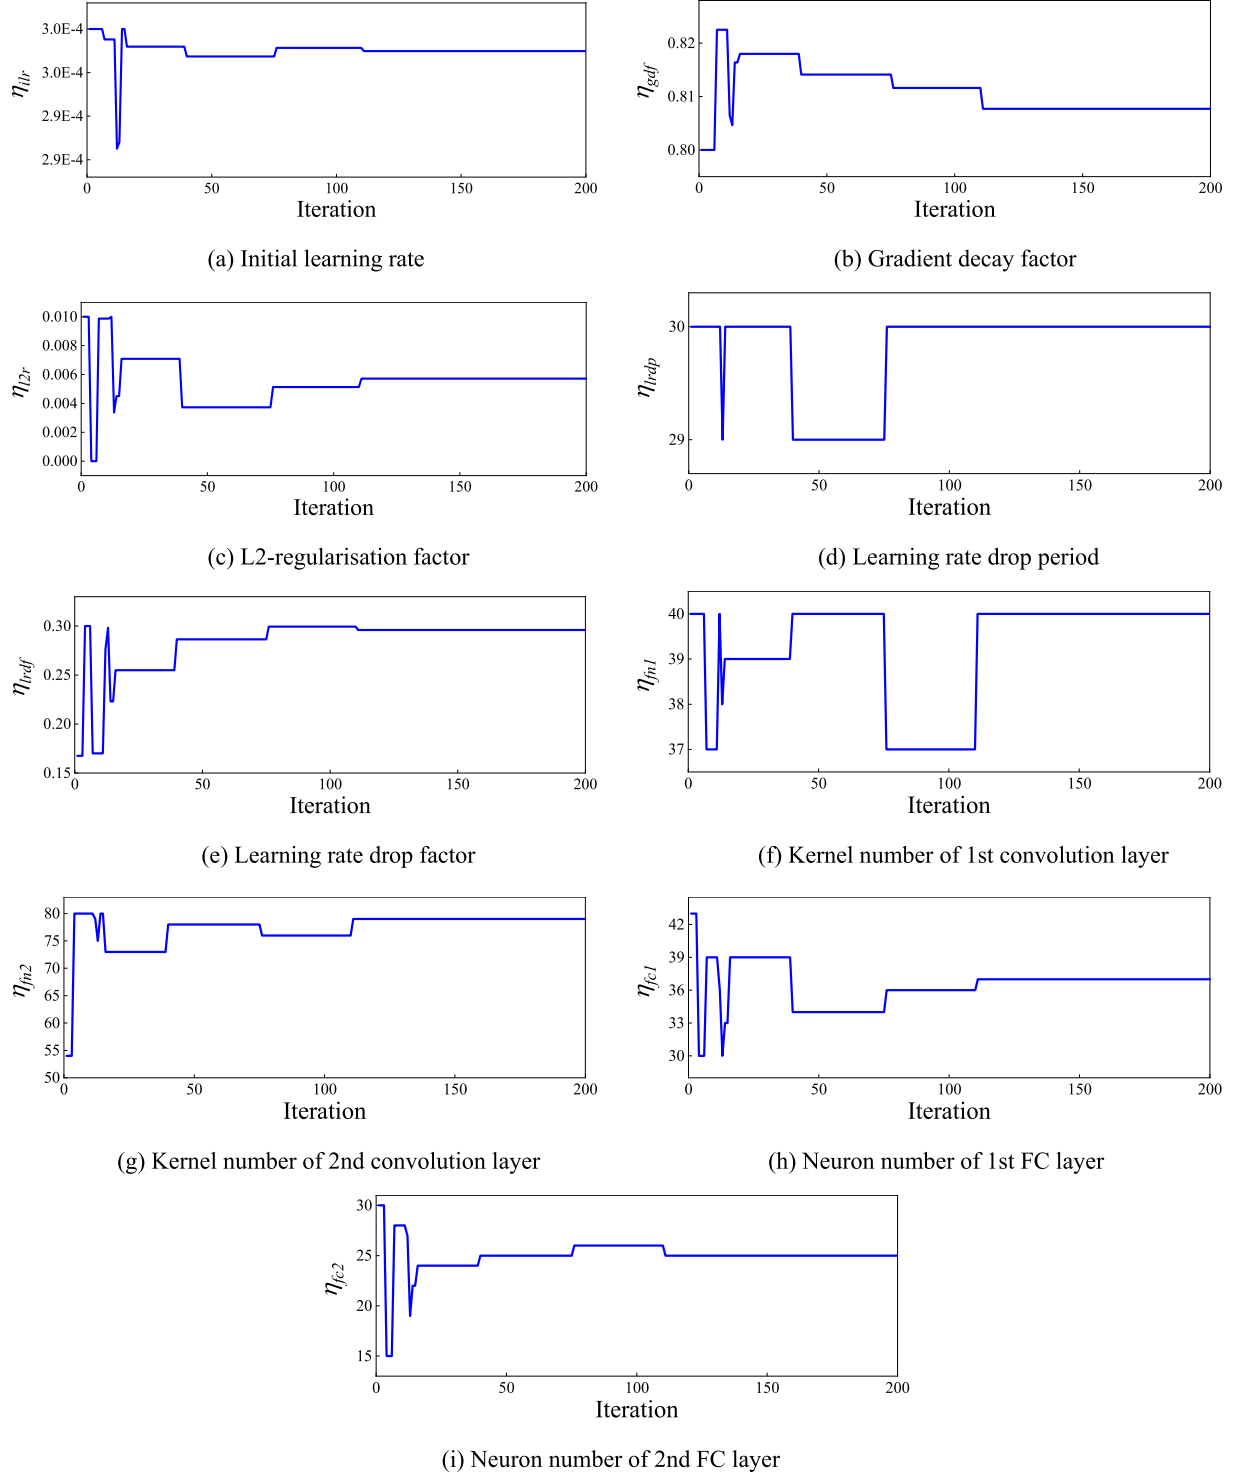 3.0E-4
3.0E-4
2.9E-4
2.9E-4
η_ilr
0 50 100 150 200
Iteration
(a) Initial learning rate
0.82
0.81
0.80
η_gdf
0 50 100 150 200
Iteration
(b) Gradient decay factor
0.010
0.008
0.006
0.004
0.002
0.000
η_l2r
0 50 100 150 200
Iteration
(c) L2-regularisation factor
30
29
η_lrdp
0 50 100 150 200
Iteration
(d) Learning rate drop period
0.30
0.25
0.20
0.15
η_lrdf
0 50 100 150 200
Iteration
(e) Learning rate drop factor
40
39
38
37
η_fn1
0 50 100 150 200
Iteration
(f) Kernel number of 1st convolution layer
80
75
70
65
60
55
50
η_fn2
0 50 100 150 200
Iteration
(g) Kernel number of 2nd convolution layer
42
39
36
33
30
η_fc1
0 50 100 150 200
Iteration
(h) Neuron number of 1st FC layer
30
25
20
15
η_fc2
0 50 100 150 200
Iteration
(i) Neuron number of 2nd FC layer